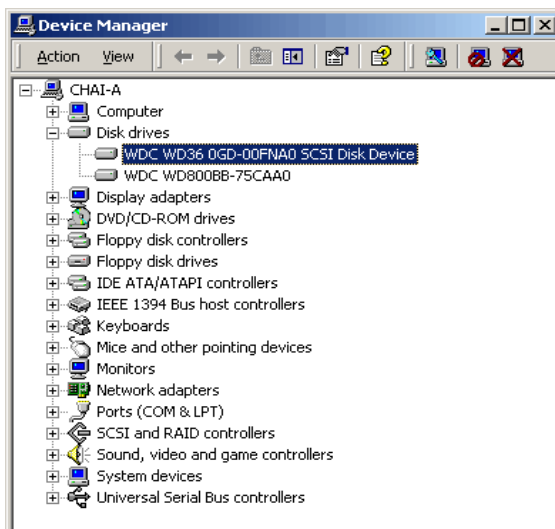 Device Manager
Action View
CHAI-A
Computer
Disk drives
WDC WD36 0GD-00FNA0 SCSI Disk Device
WDC WD800BB-75CAA0
Display adapters
DVD/CD-ROM drives
Floppy disk controllers
Floppy disk drives
IDE ATA/ATAPI controllers
IEEE 1394 Bus host controllers
Keyboards
Mice and other pointing devices
Monitors
Network adapters
Ports (COM & LPT)
SCSI and RAID controllers
Sound, video and game controllers
System devices
Universal Serial Bus controllers